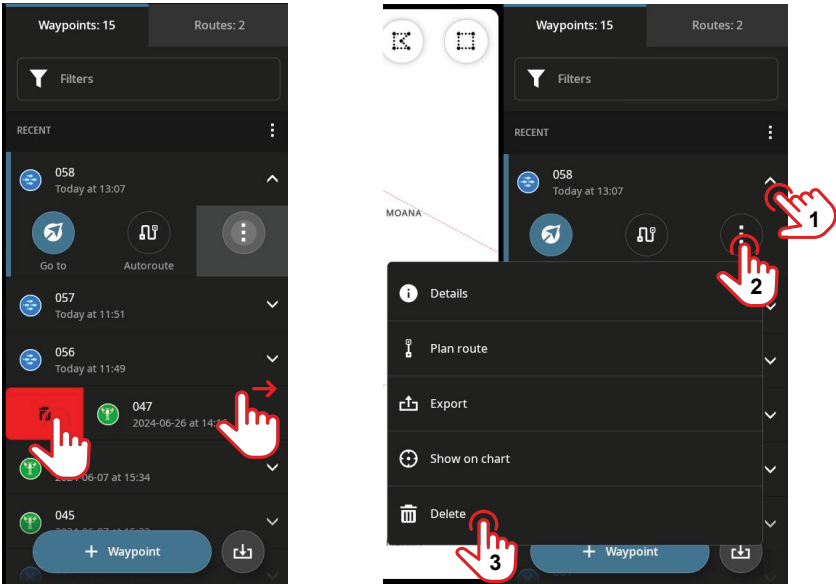 Waypoints: 15
Routes: 2
Filters
RECENT
058
Today at 13:07
Go to
Autoroute
057
Today at 11:51
056
Today at 11:49
047
2024-06-26 at
06-07 at 15:34
045
+ Waypoint
Waypoints: 15
Routes: 2
Filters
RECENT
058
Today at 13:07
1
MOANA
2
Details
Plan route
Export
Show on chart
Delete
3
+ Waypoint